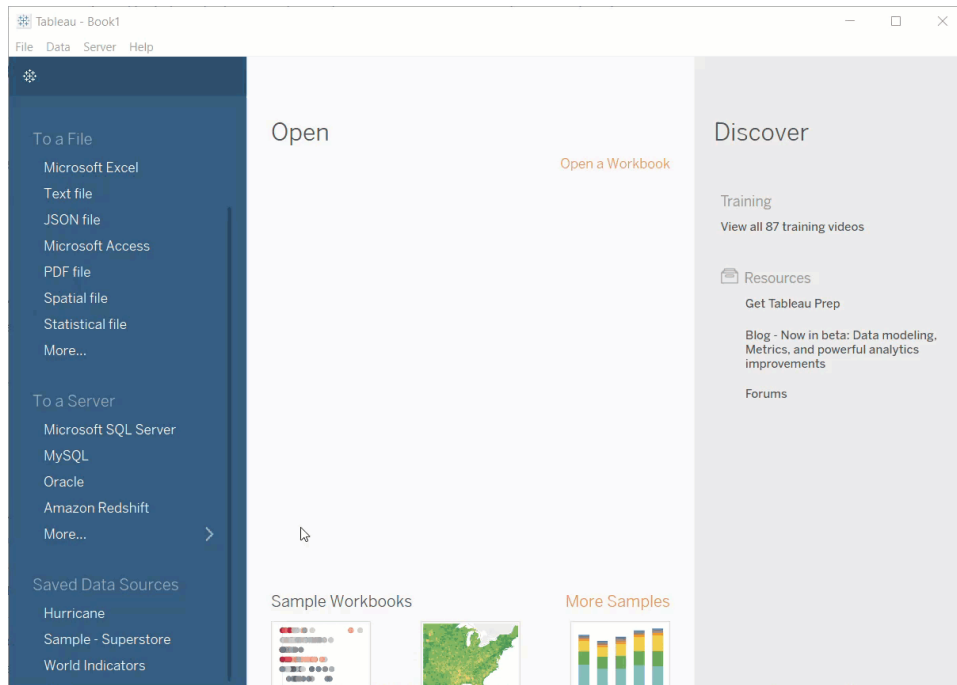 Tableau - Book1
File Data Server Help
To a File
Microsoft Excel
Text file
JSON file
Microsoft Access
PDF file
Spatial file
Statistical file
More...
To a Server
Microsoft SQL Server
MySQL
Oracle
Amazon Redshift
More...
Saved Data Sources
Hurricane
Sample - Superstore
World Indicators
Open
Open a Workbook
Sample Workbooks
More Samples
Discover
Training
View all 87 training videos
Resources
Get Tableau Prep
Blog - Now in beta: Data modeling,
Metrics, and powerful analytics
improvements
Forums